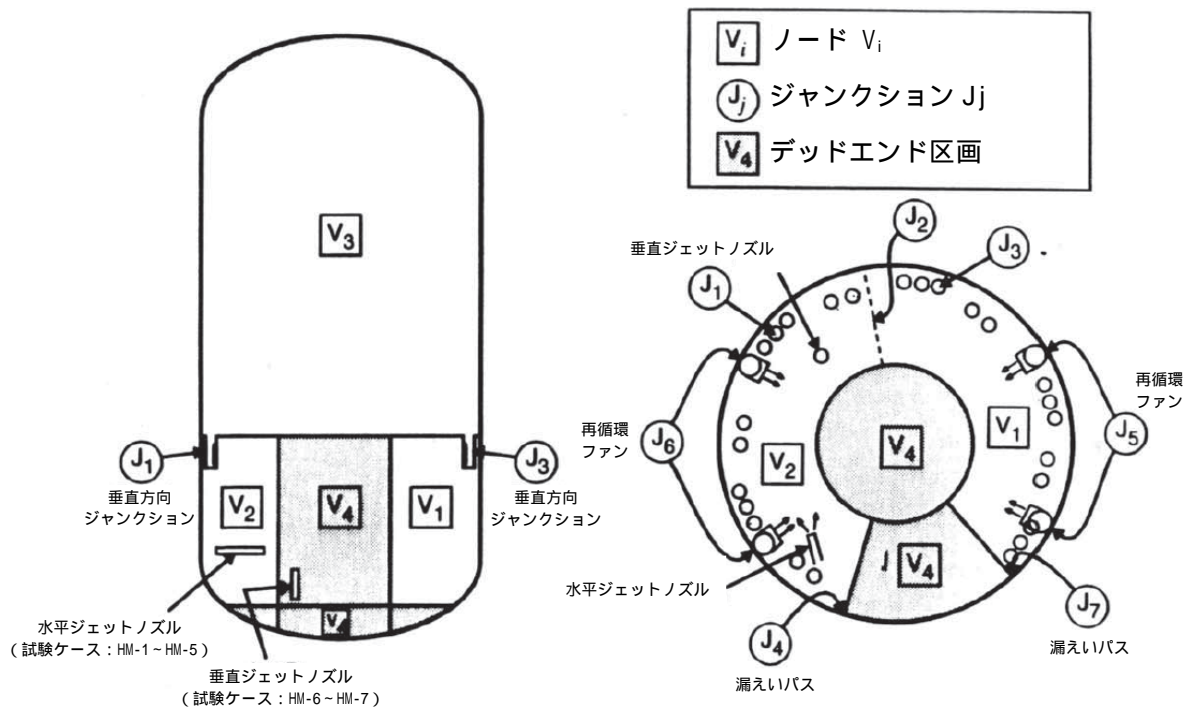 V₃
J₁
垂直方向
ジャンクション
V₂
V₄
V₁
J₃
垂直方向
ジャンクション
V₄
水平ジェットノズル
(試験ケース:HM-1~HM-5)
垂直ジェットノズル
(試験ケース:HM-6~HM-7)
Vᵢ ノード Vᵢ
Jⱼ ジャンクション Jj
V₄ デッドエンド区画
J₂
垂直ジェットノズル
J₃
J₁
再循環
ファン
J₆
V₂
V₄
V₁
J₅
再循環
ファン
V₄
水平ジェットノズル
J₄
漏えいパス
J₇
漏えいパス